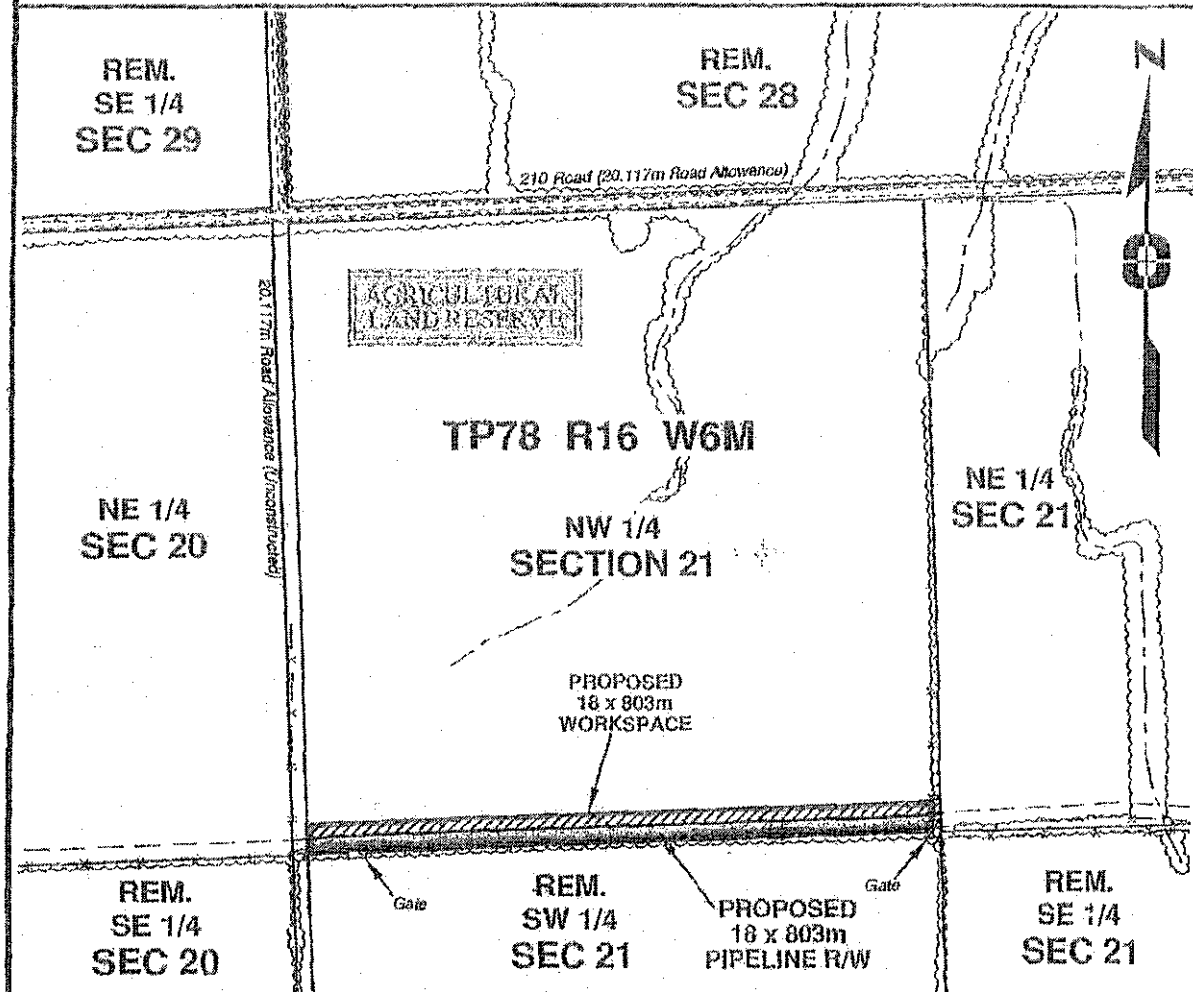 REM.
SE 1/4
SEC 29
REM.
SEC 28
N
210 Road (20.117m Road Allowance)
AGRICULTURAL
LAND RESERVE
20.117m Road Allowance (Unconstructed)
TP78 R16 W6M
NE 1/4
SEC 20
NW 1/4
SECTION 21
NE 1/4
SEC 21
PROPOSED
18 x 803m
WORKSPACE
Gate
Gate
REM.
SE 1/4
SEC 20
REM.
SW 1/4
SEC 21
PROPOSED
18 x 803m
PIPELINE R/W
REM.
SE 1/4
SEC 21